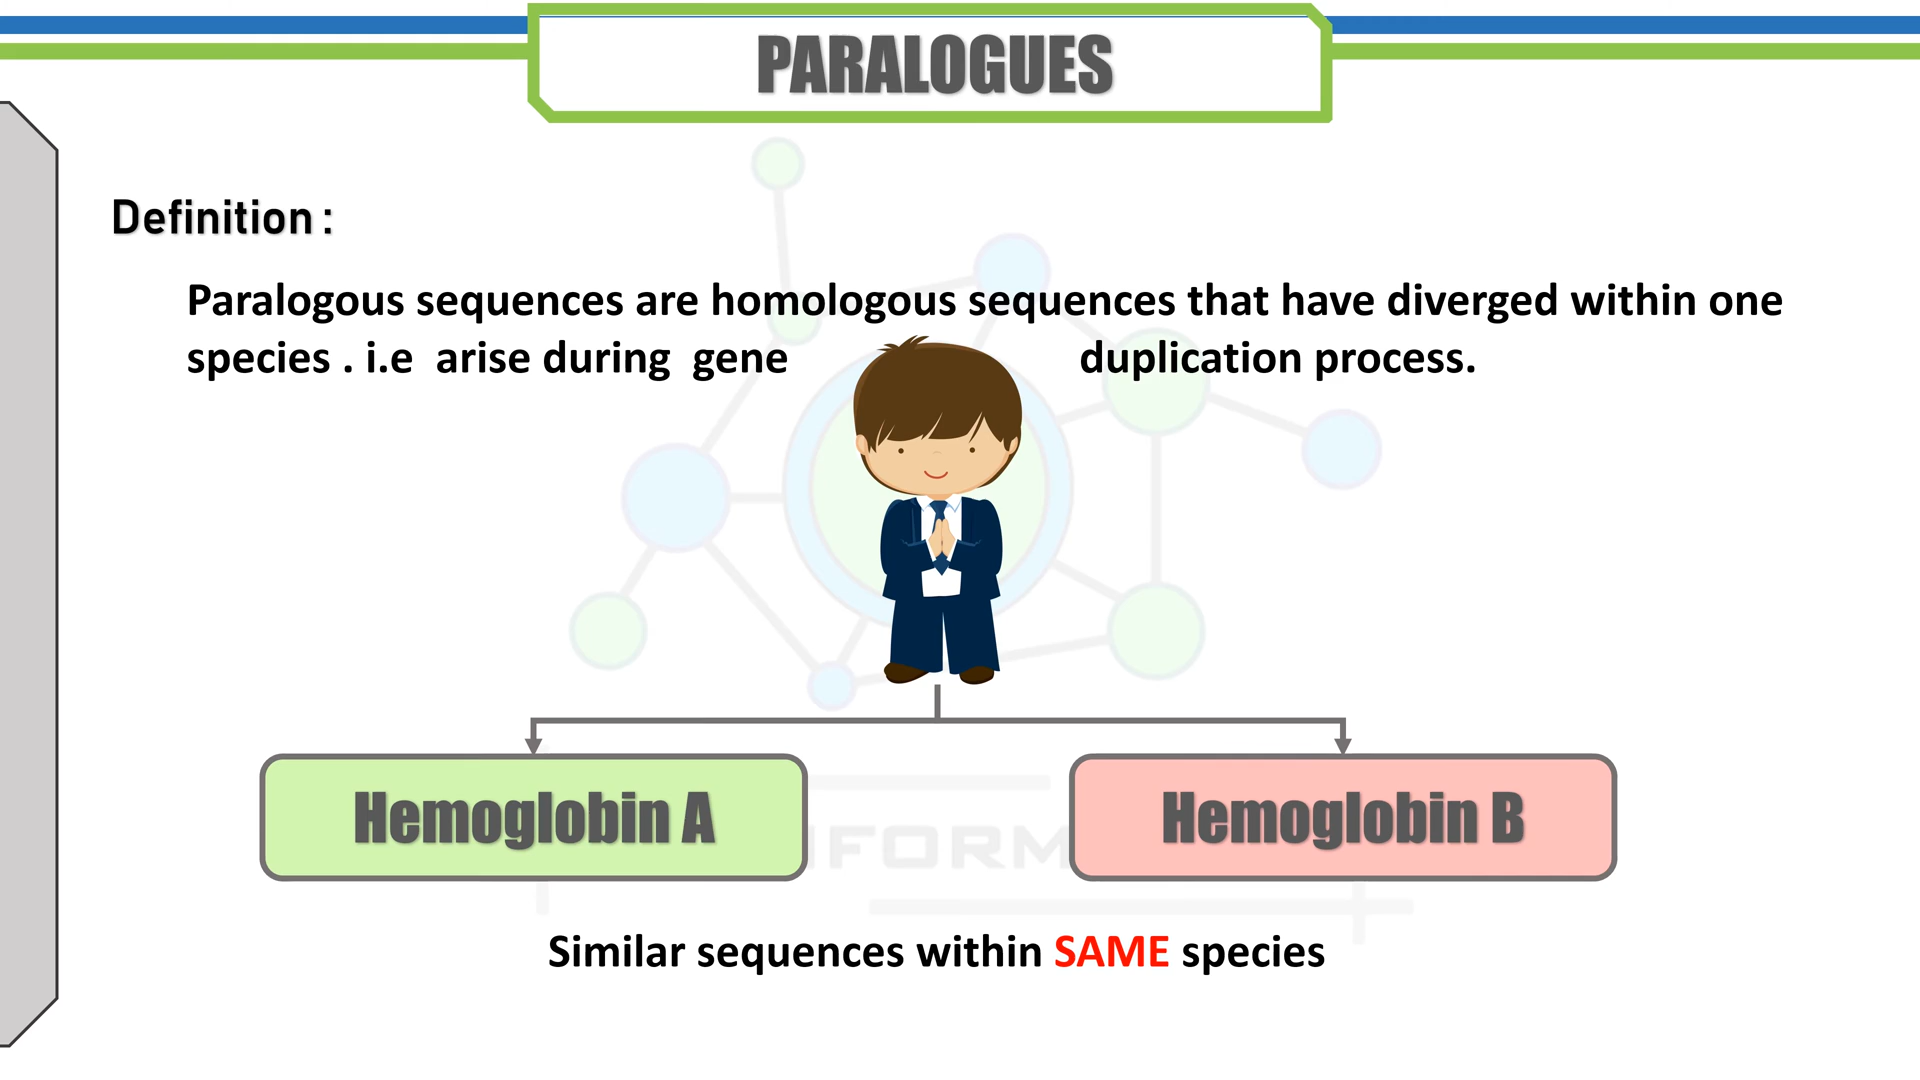 PARALOGUES
Definition :
Paralogous sequences are homologous sequences that have diverged within one
species . i.e  arise during  gene duplication process.
Hemoglobin A
Hemoglobin B
Similar sequences within SAME species